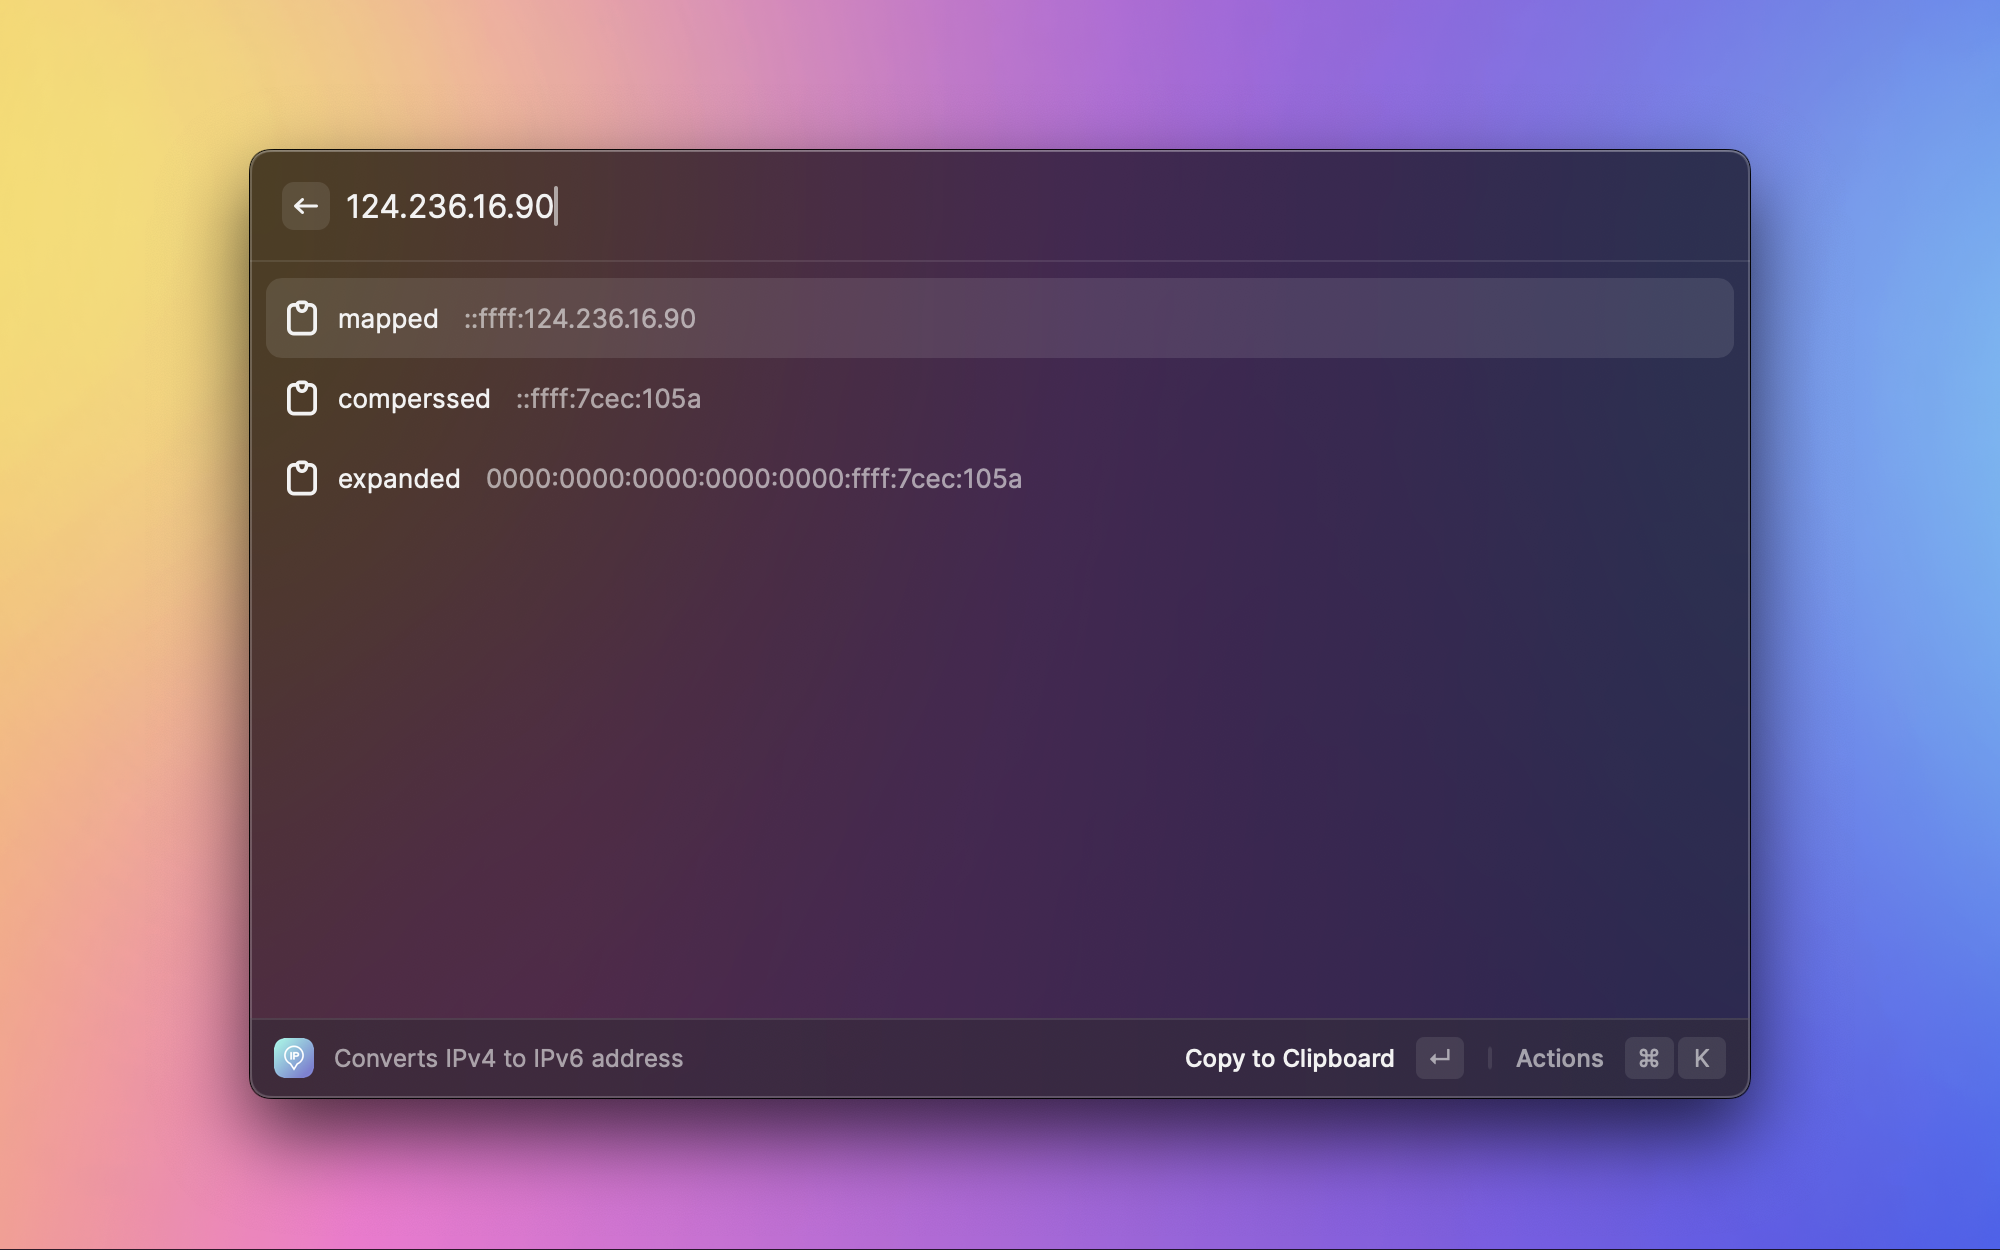 124.236.16.90
mapped ::ffff:124.236.16.90
comperssed ::ffff:7cec:105a
expanded 0000:0000:0000:0000:0000:ffff:7cec:105a
IP Converts IPv4 to IPv6 address Copy to Clipboard ↵ Actions ⌘ K